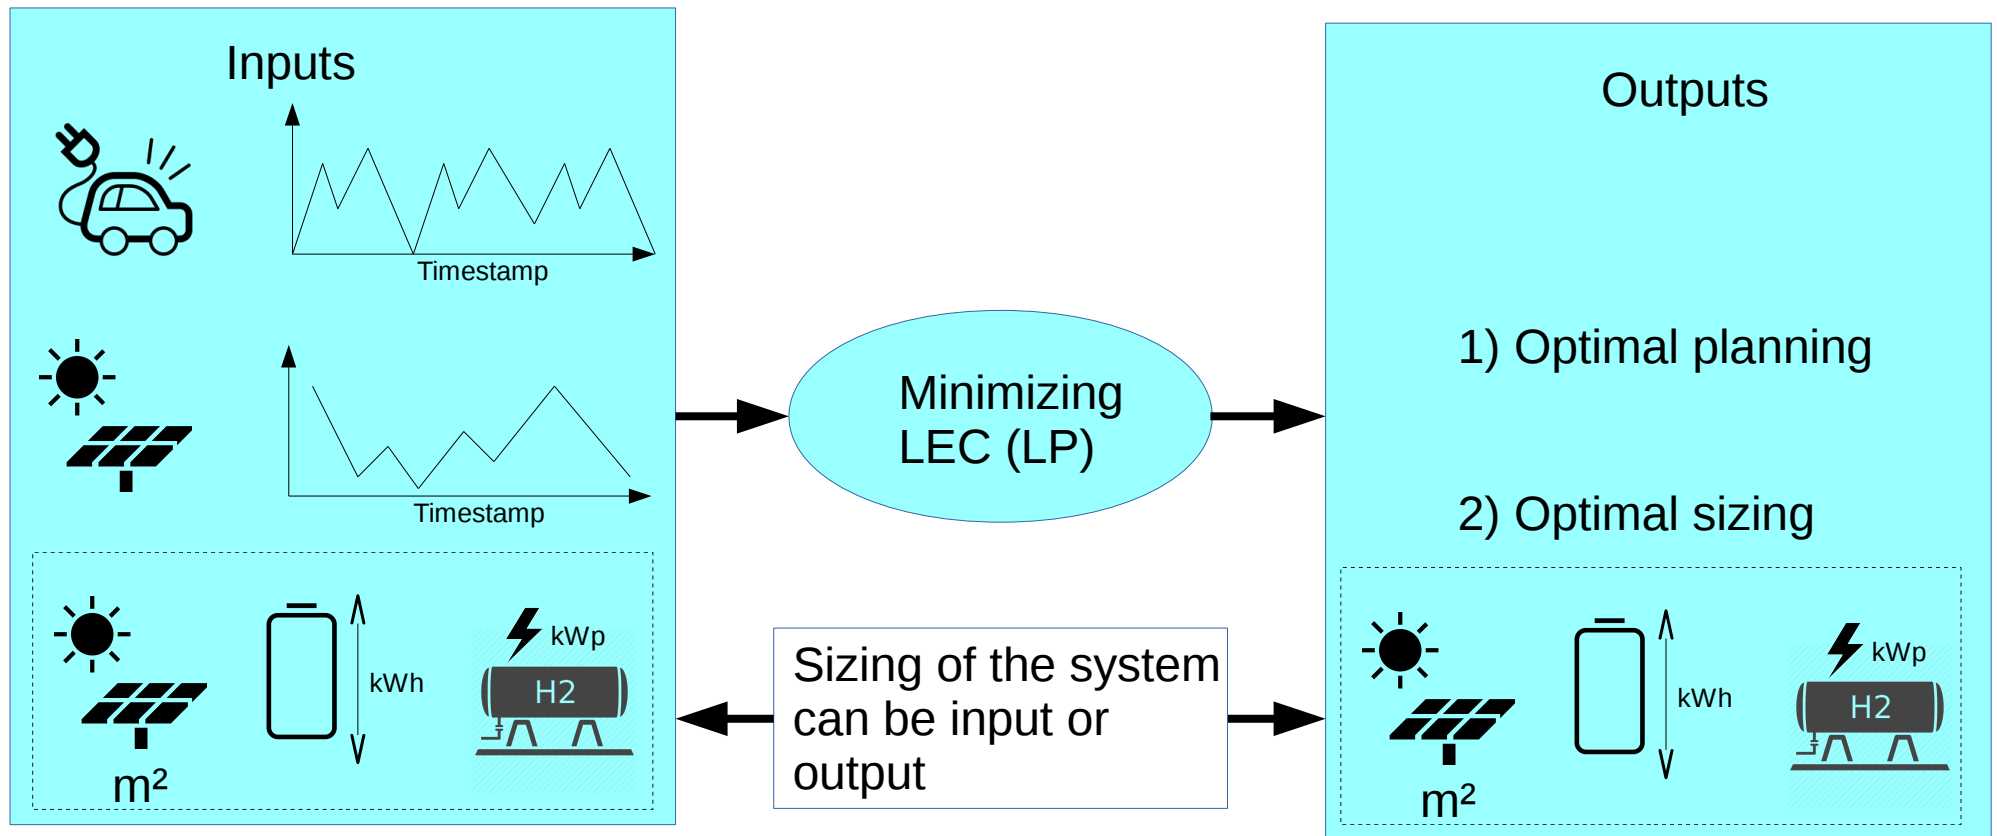 Inputs
Timestamp
Timestamp
kWp
kWh
H2
m²
Minimizing
LEC (LP)
Sizing of the system
can be input or
output
Outputs
1) Optimal planning
2) Optimal sizing
kWp
kWh
H2
m²